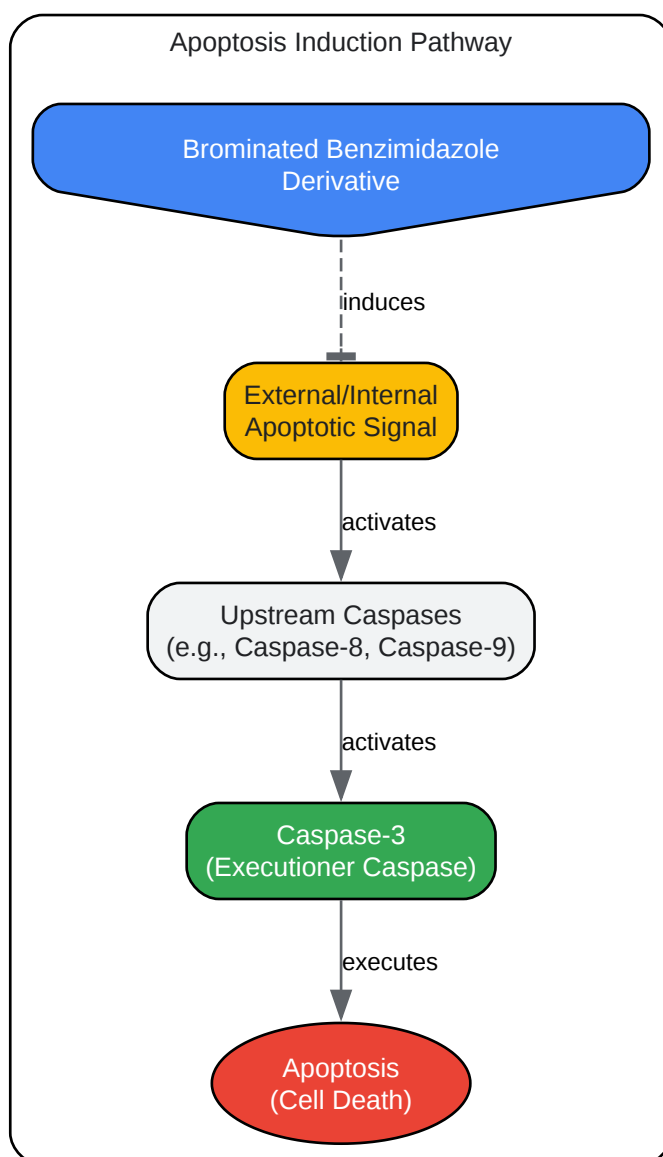 Apoptosis Induction Pathway
Brominated Benzimidazole
Derivative
induces
External/Internal
Apoptotic Signal
activates
Upstream Caspases
(e.g., Caspase-8, Caspase-9)
activates
Caspase-3
(Executioner Caspase)
executes
Apoptosis
(Cell Death)